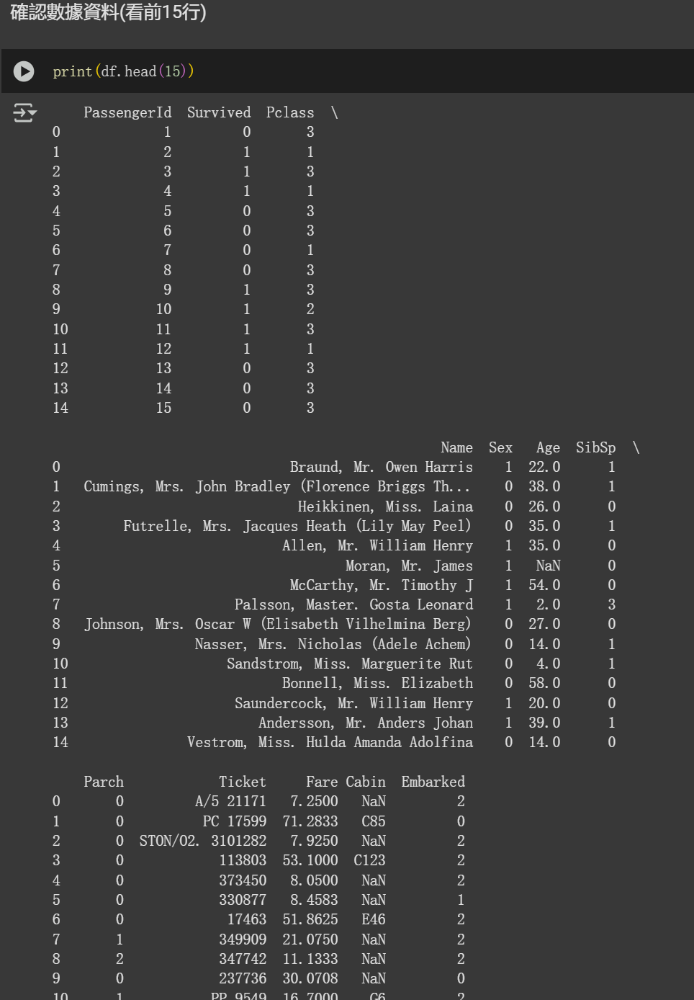 確認數據資料(看前15行)
print(df.head(15))
PassengerId Survived Pclass \
0 1 0 3
1 2 1 1
2 3 1 3
3 4 1 1
4 5 0 3
5 6 0 3
6 7 0 1
7 8 0 3
8 9 1 3
9 10 1 2
10 11 1 3
11 12 1 1
12 13 0 3
13 14 0 3
14 15 0 3
Name Sex Age SibSp \
0 Braund, Mr. Owen Harris 1 22.0 1
1 Cumings, Mrs. John Bradley (Florence Briggs Th... 0 38.0 1
2 Heikkinen, Miss. Laina 0 26.0 0
3 Futrelle, Mrs. Jacques Heath (Lily May Peel) 0 35.0 1
4 Allen, Mr. William Henry 1 35.0 0
5 Moran, Mr. James 1 NaN 0
6 McCarthy, Mr. Timothy J 1 54.0 0
7 Palsson, Master. Gosta Leonard 1 2.0 3
8 Johnson, Mrs. Oscar W (Elisabeth Vilhelmina Berg) 0 27.0 0
9 Nasser, Mrs. Nicholas (Adele Achem) 0 14.0 1
10 Sandstrom, Miss. Marguerite Rut 0 4.0 1
11 Bonnell, Miss. Elizabeth 0 58.0 0
12 Saundercock, Mr. William Henry 1 20.0 0
13 Andersson, Mr. Anders Johan 1 39.0 1
14 Vestrom, Miss. Hulda Amanda Adolfina 0 14.0 0
Parch Ticket Fare Cabin Embarked
0 0 A/5 21171 7.2500 NaN 2
1 0 PC 17599 71.2833 C85 0
2 0 STON/O2. 3101282 7.9250 NaN 2
3 0 113803 53.1000 C123 2
4 0 373450 8.0500 NaN 2
5 0 330877 8.4583 NaN 1
6 0 17463 51.8625 E46 2
7 1 349909 21.0750 NaN 2
8 2 347742 11.1333 NaN 2
9 0 237736 30.0708 NaN 0
10 1 PP 9549 16.7000 G6 2